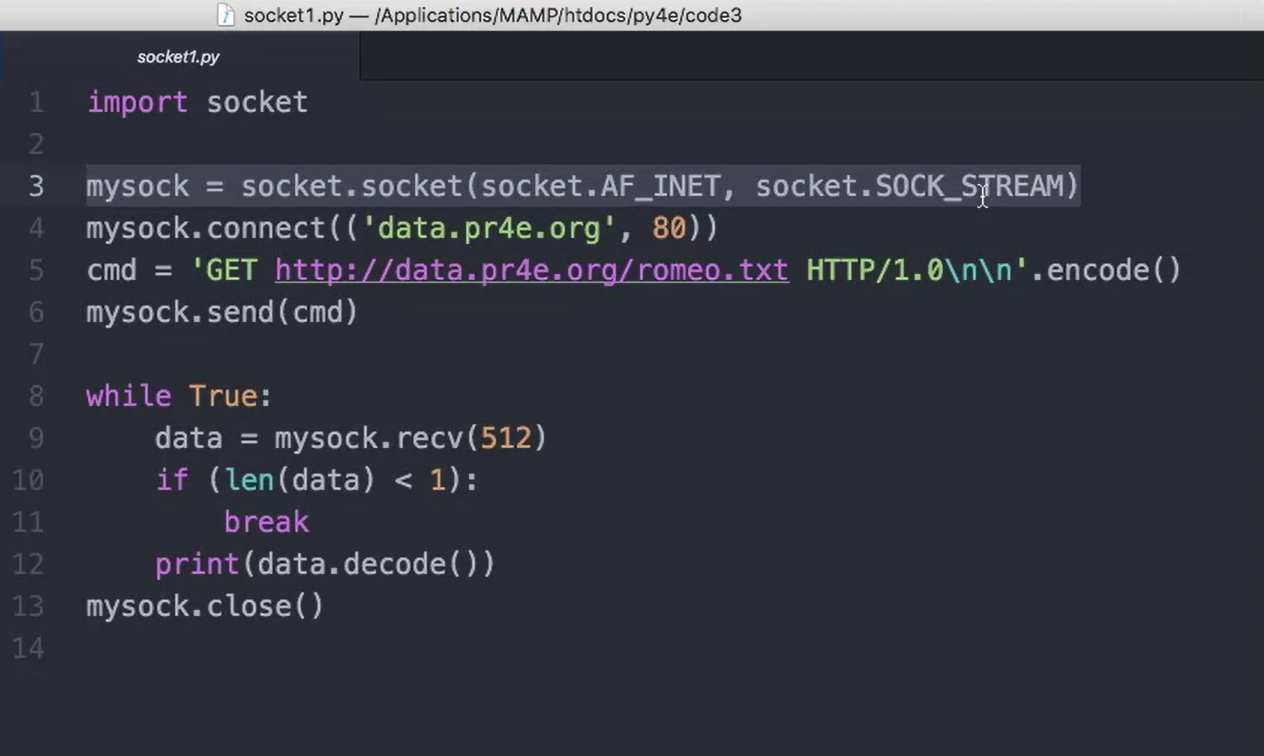 socket1.py — /Applications/MAMP/htdocs/py4e/code3
socket1.py
1 import socket
2
3 mysock = socket.socket(socket.AF_INET, socket.SOCK_STREAM)
4 mysock.connect(('data.pr4e.org', 80))
5 cmd = 'GET http://data.pr4e.org/romeo.txt HTTP/1.0\n\n'.encode()
6 mysock.send(cmd)
7
8 while True:
9     data = mysock.recv(512)
10     if (len(data) < 1):
11         break
12     print(data.decode())
13 mysock.close()
14